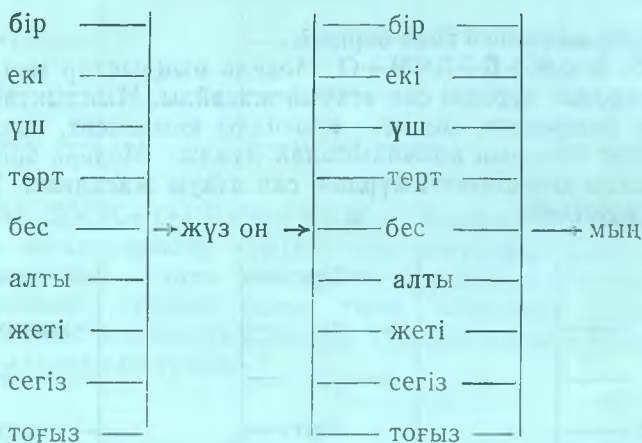 бір бір
екі екі
үш үш
төрт терт
бес жүз он бес мың
алты алты
жеті жеті
сегіз сегіз
тоғыз тоғыз